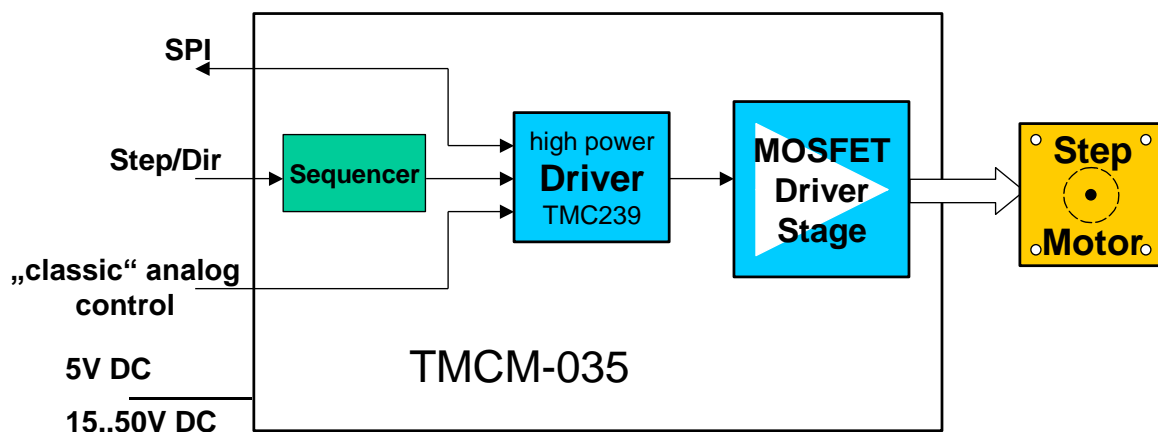 SPI
Step/Dir
Sequencer
high power
Driver
TMC239
MOSFET
Driver
Stage
Step
Motor
„classic“ analog
control
5V DC
15..50V DC
TMCM-035